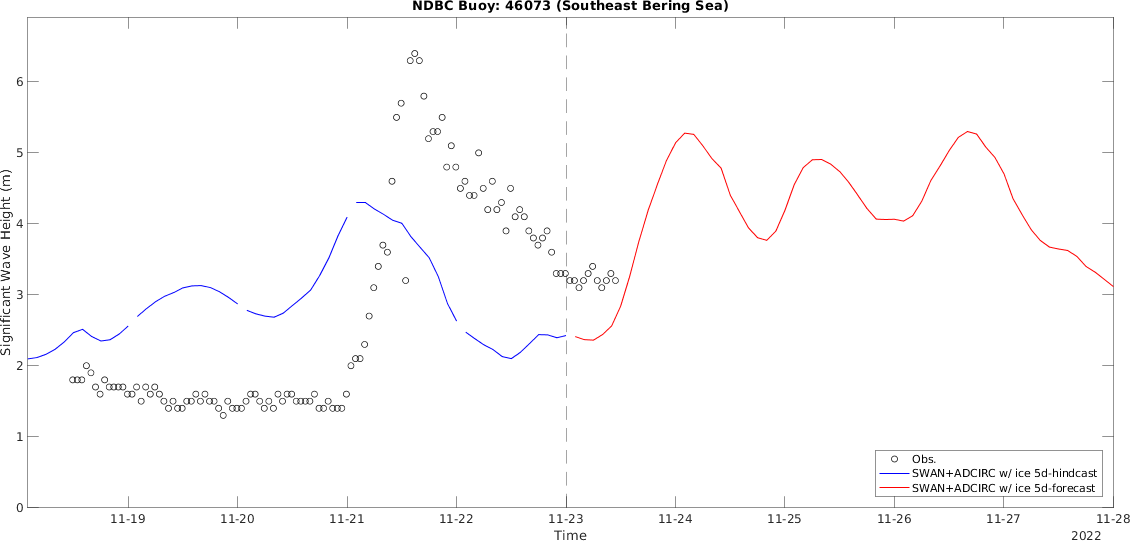 NDBC Buoy: 46073 (Southeast Bering Sea)
Significant Wave Height (m)
6
5
4
3
2
1
0
Obs.
SWAN+ADCIRC w/ ice 5d-hindcast
SWAN+ADCIRC w/ ice 5d-forecast
11-19 11-20 11-21 11-22 11-23 11-24 11-25 11-26 11-27 11-28
Time
2022